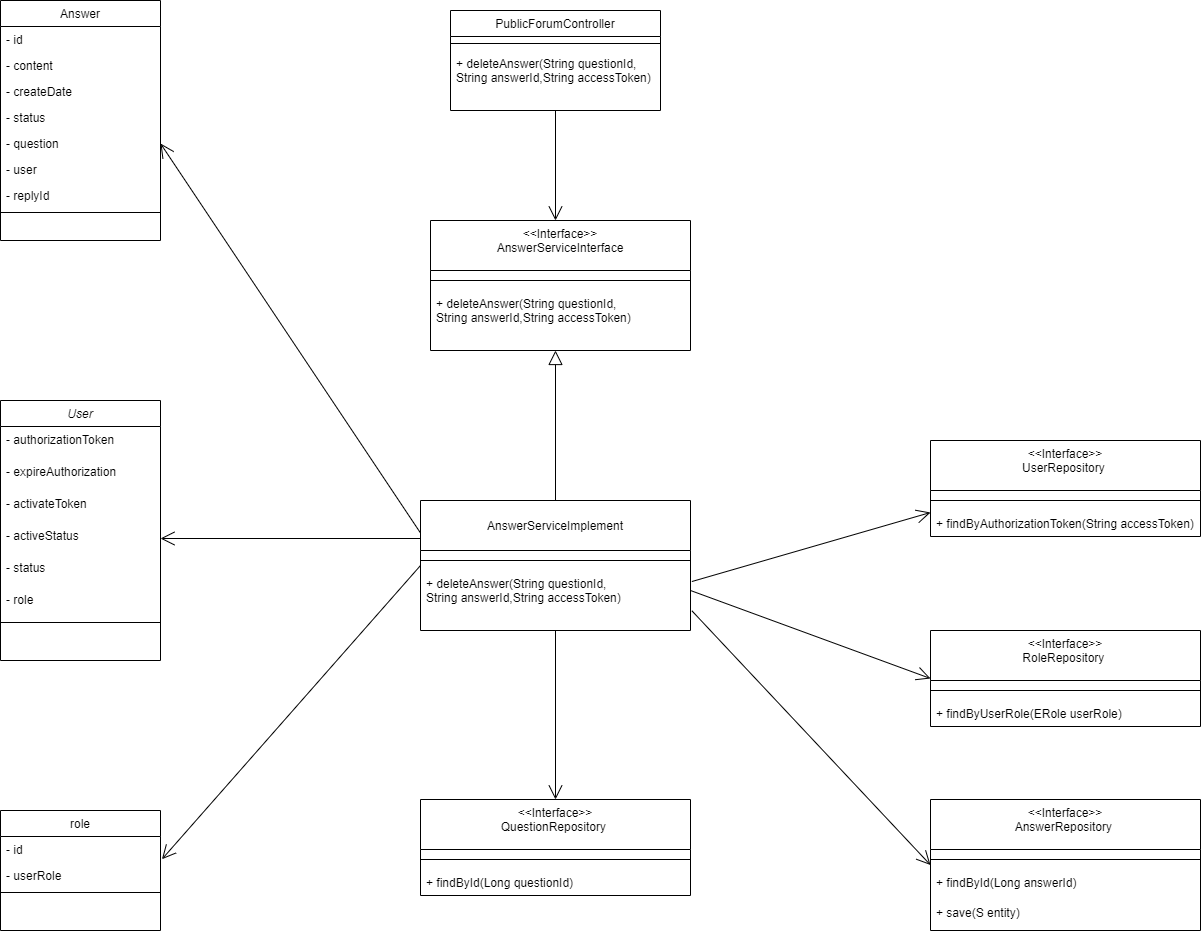 Answer
- id
- content
- createDate
- status
- question
- user
- replyId
PublicForumController
+ deleteAnswer(String questionId,
String answerId,String accessToken)
<<Interface>>
AnswerServiceInterface
+ deleteAnswer(String questionId,
String answerId,String accessToken)
User
- authorizationToken
- expireAuthorization
- activateToken
- activeStatus
- status
- role
AnswerServiceImplement
+ deleteAnswer(String questionId,
String answerId,String accessToken)
<<Interface>>
UserRepository
+ findByAuthorizationToken(String accessToken)
<<Interface>>
RoleRepository
+ findByUserRole(ERole userRole)
role
- id
- userRole
<<Interface>>
QuestionRepository
+ findById(Long questionId)
<<Interface>>
AnswerRepository
+ findById(Long answerId)
+ save(S entity)